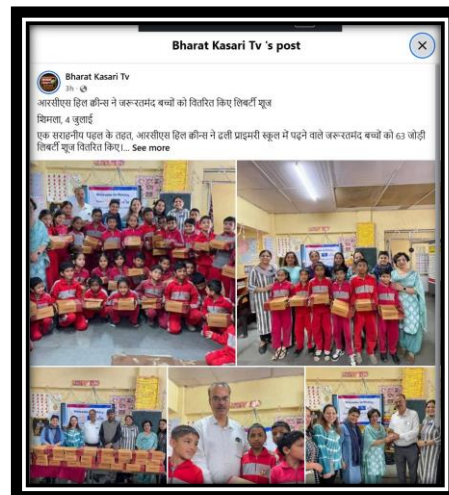 Bharat Kasari Tv 's post
Bharat Kasari Tv
3h
आरसीएस हिल क्वीन्स ने जरूरतमंद बच्चों को वितरित किए लिबर्टी शूज
शिमला, 4 जुलाई
एक सराहनीय पहल के तहत, आरसीएस हिल क्वीन्स ने ढली प्राइमरी स्कूल में पढ़ने वाले जरूरतमंद बच्चों को 63 जोड़ी
लिबर्टी शूज वितरित किए।... See more